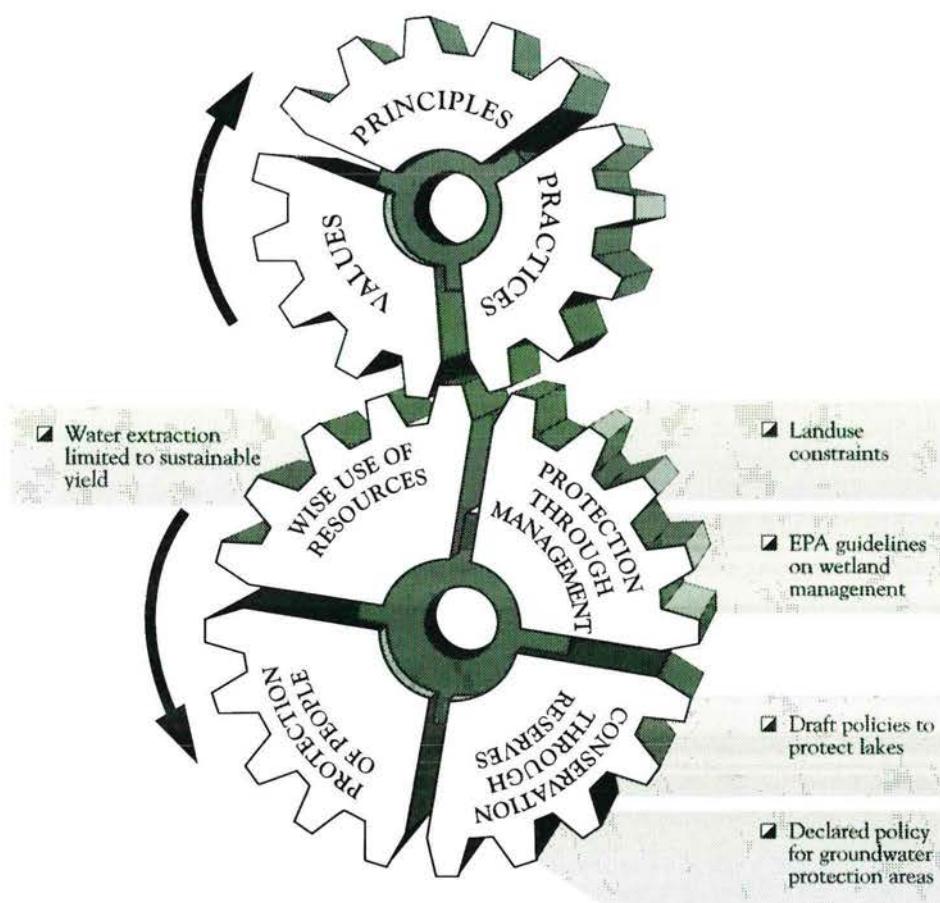 PRINCIPLES
PRACTICES
VALUES
☑ Water extraction
limited to sustainable
yield
WISE USE OF
RESOURCES
PROTECTION
THROUGH
MANAGEMENT
☑ Landuse
constraints
☑ EPA guidelines
on wetland
management
PROTECTION
OF PEOPLE
CONSERVATION
THROUGH
RESERVES
☑ Draft policies to
protect lakes
☑ Declared policy
for groundwater
protection areas